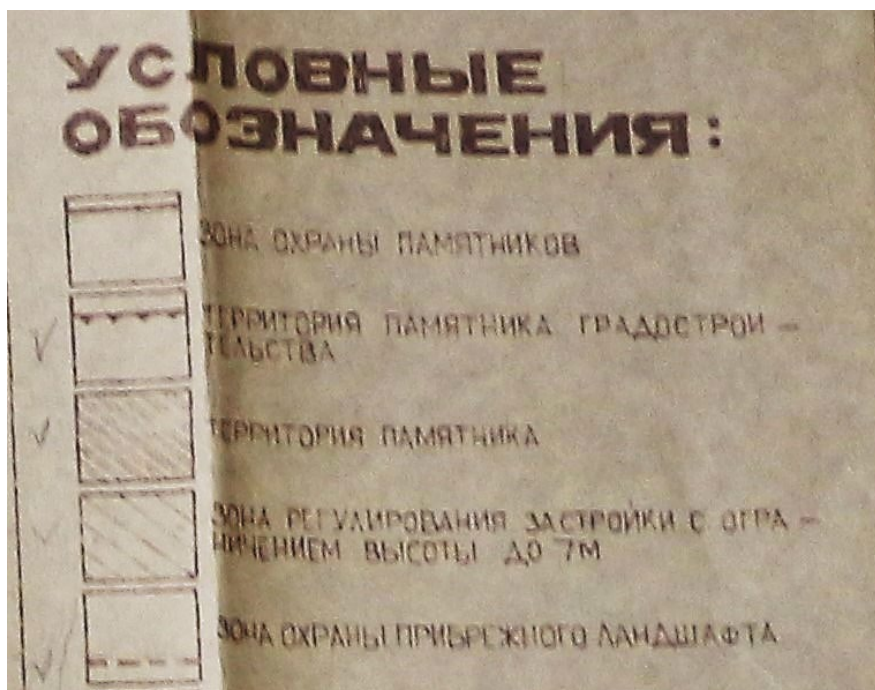 УСЛОВНЫЕ
ОБОЗНАЧЕНИЯ:
ЗОНА ОХРАНЫ ПАМЯТНИКОВ
ТЕРРИТОРИЯ ПАМЯТНИКА ГРАДОСТРОИ –
ТЕЛЬСТВА
ТЕРРИТОРИЯ ПАМЯТНИКА
ЗОНА РЕГУЛИРОВАНИЯ ЗАСТРОЙКИ С ОГРА –
НИЧЕНИЕМ ВЫСОТЫ ДО 7М
ЗОНА ОХРАНЫ ПРИБРЕЖНОГО ЛАНДШАФТА